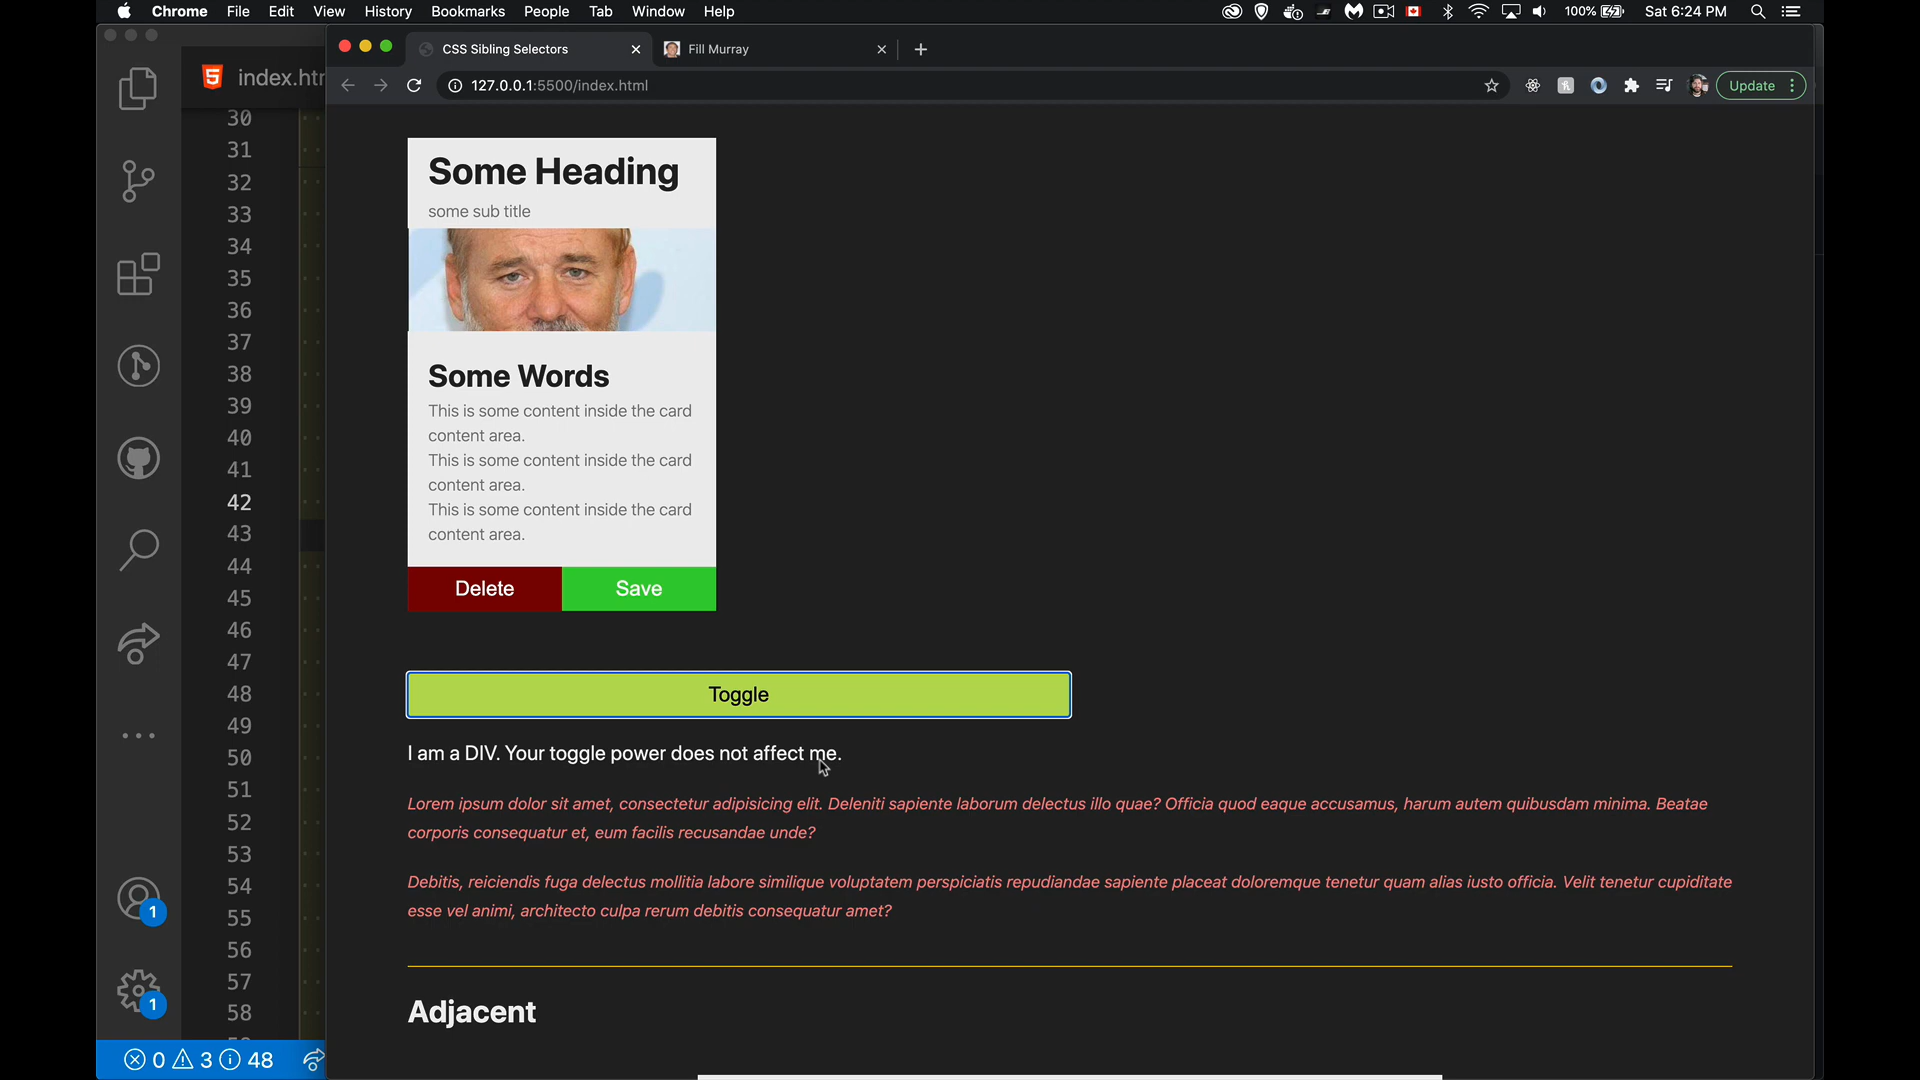 Chrome File Edit View History Bookmarks People Tab Window Help 100% Sat 6:24 PM
CSS Sibling Selectors
Fill Murray
index.htm
127.0.0.1:5500/index.html
Update
30
31
32
33
34
35
36
37
38
39
40
41
42
43
44
45
46
47
48
49
50
51
52
53
54
55
56
57
58
Some Heading
some sub title
Some Words
This is some content inside the card
content area.
This is some content inside the card
content area.
This is some content inside the card
content area.
Delete Save
Toggle
I am a DIV. Your toggle power does not affect me.
Lorem ipsum dolor sit amet, consectetur adipisicing elit. Deleniti sapiente laborum delectus illo quae? Officia quod eaque accusamus, harum autem quibusdam minima. Beatae
corporis consequatur et, eum facilis recusandae unde?
Debitis, reiciendis fuga delectus mollitia labore similique voluptatem perspiciatis repudiandae sapiente placeat doloremque tenetur quam alias iusto officia. Velit tenetur cupiditate
esse vel animi, architecto culpa rerum debitis consequatur amet?
Adjacent
1
1
0 3 48